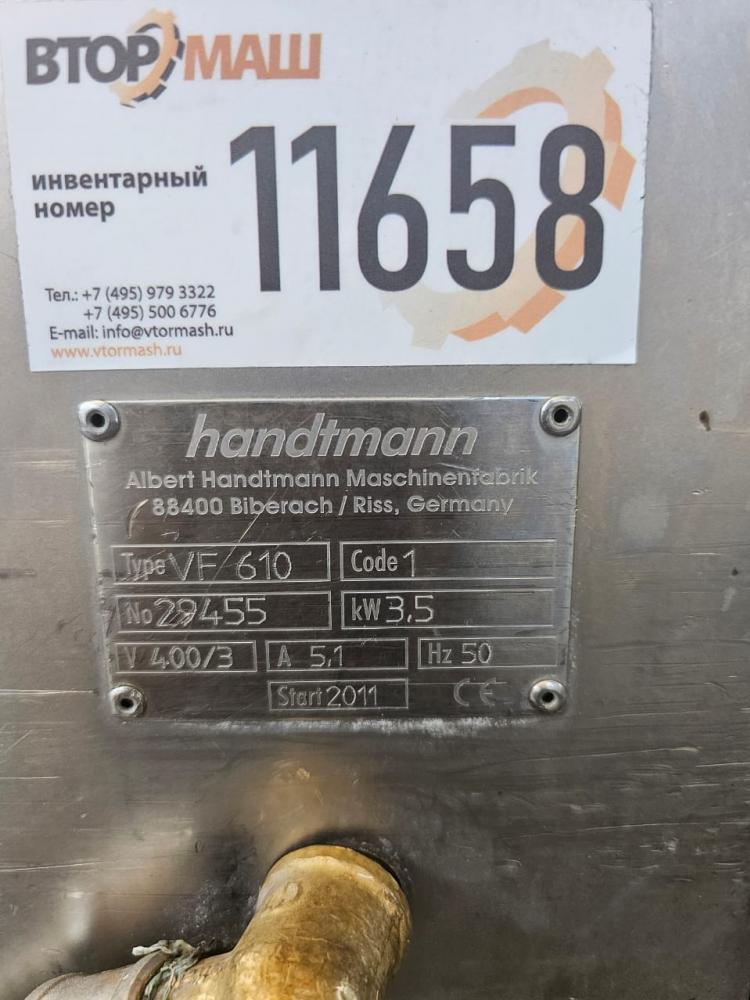 ВТОРМАШ
инвентарный
номер
11658
Тел.: +7 (495) 979 3322
+7 (495) 500 6776
E-mail: info@vtormash.ru
www.vtormash.ru
handtmann
Albert Handtmann Maschinenfabrik
88400 Biberach / Riss, Germany
Type VF 610 Code 1
No 29455 kW 3,5
V 400/3 A 5,1 Hz 50
Start 2011 CE